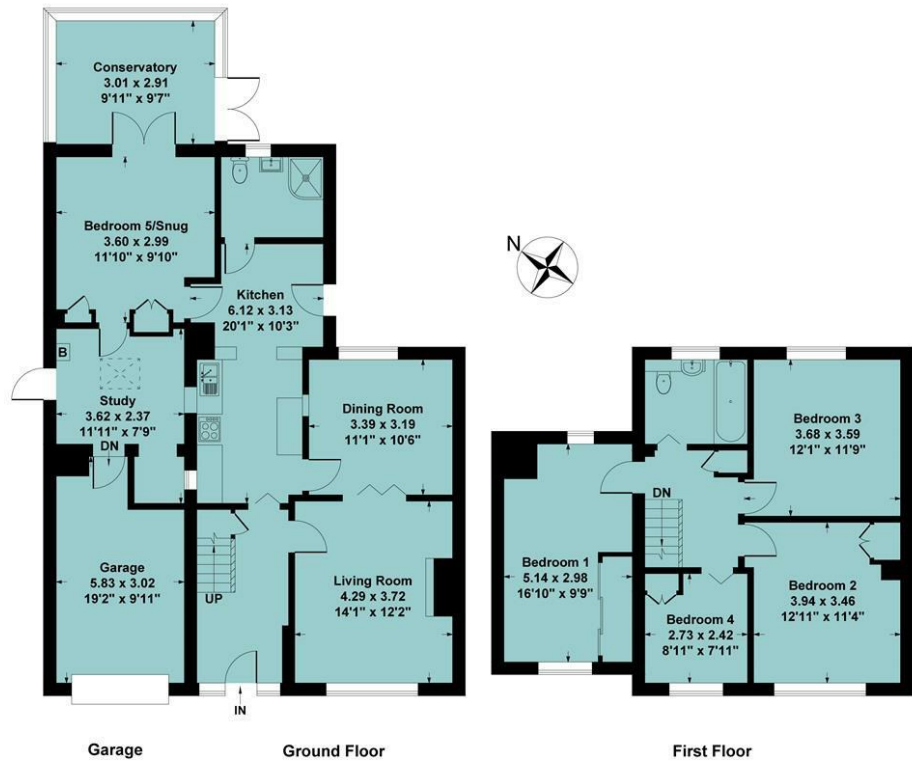 Conservatory
3.01 x 2.91
9'11" x 9'7"
Bedroom 5/Snug
3.60 x 2.99
11'10" x 9'10"
Kitchen
6.12 x 3.13
20'1" x 10'3"
B
Study
3.62 x 2.37
11'11" x 7'9"
DN
Dining Room
3.39 x 3.19
11'1" x 10'6"
Garage
5.83 x 3.02
19'2" x 9'11"
UP
Living Room
4.29 x 3.72
14'1" x 12'2"
IN
N
Bedroom 3
3.68 x 3.59
12'1" x 11'9"
DN
Bedroom 1
5.14 x 2.98
16'10" x 9'9"
Bedroom 2
3.94 x 3.46
12'11" x 11'4"
Bedroom 4
2.73 x 2.42
8'11" x 7'11"
Garage
Ground Floor
First Floor